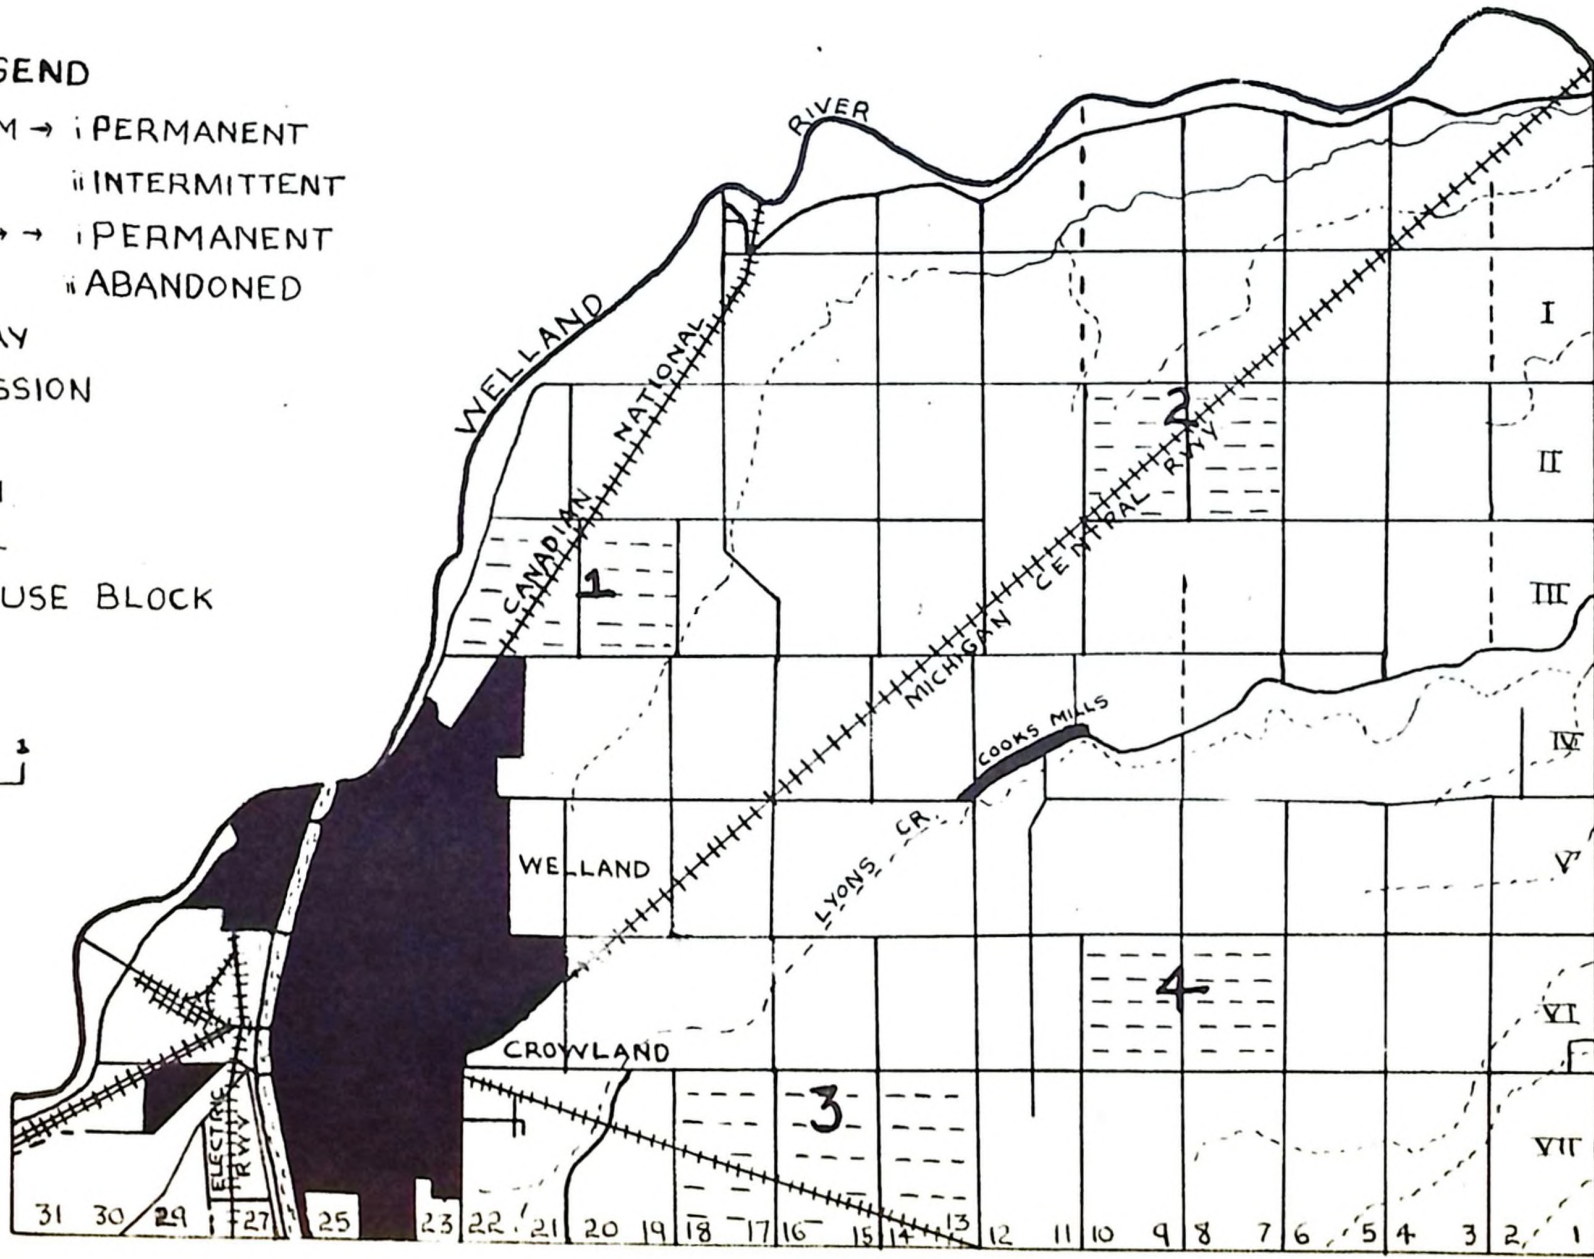 GEND
M → i PERMANENT
ii INTERMITTENT
→ → i PERMANENT
ii ABANDONED
AY
SSION
USE BLOCK
1
RIVER
WELLAND
CANADIAN NATIONAL
MICHIGAN CENTRAL RWY
COOKS MILLS
LYONS CR.
WELLAND
CROWLAND
ELECTRIC RWY
1
2
3
4
I
II
III
IV
V
VI
VII
31 30 29 27 25 23 22 21 20 19 18 17 16 15 14 13 12 11 10 9 8 7 6 5 4 3 2 1